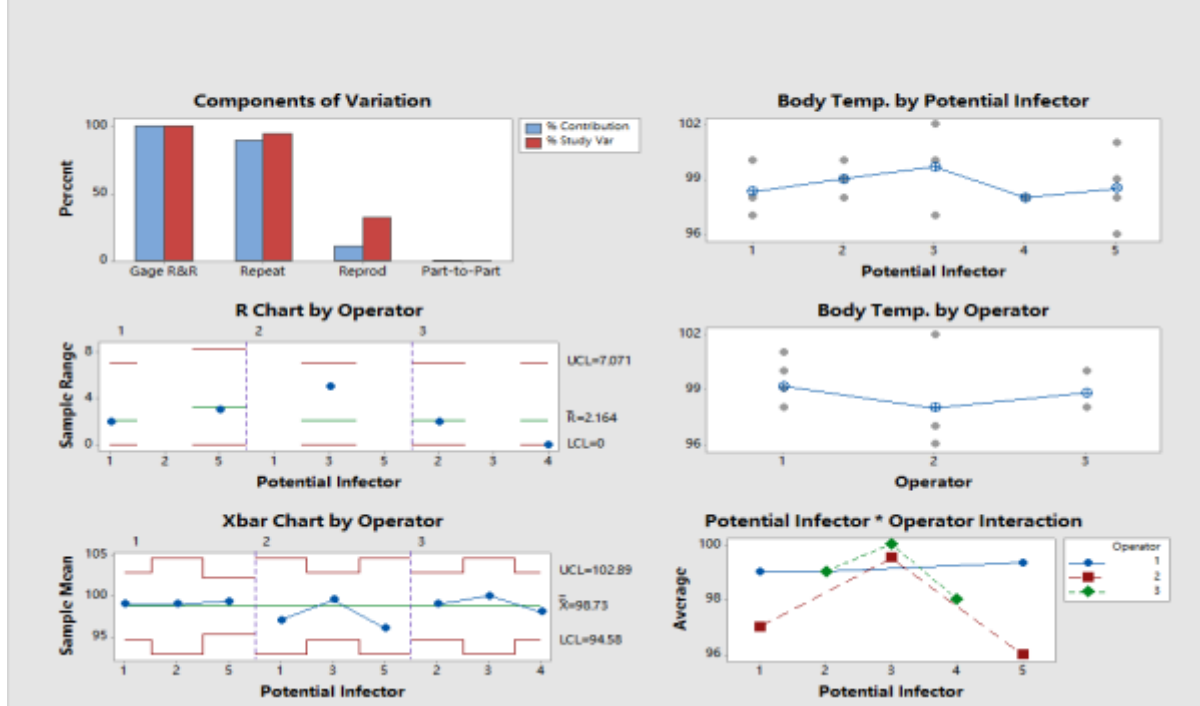 Components of Variation
Percent
100
50
0
Gage R&R Repeat Reprod Part-to-Part
% Contribution
% Study Var
Body Temp. by Potential Infector
102
99
96
1 2 3 4 5
Potential Infector
R Chart by Operator
1 2 3
Sample Range
8
4
0
UCL=7.071
R̅=2.164
LCL=0
1 2 5 1 3 5 2 3 4
Potential Infector
Body Temp. by Operator
102
99
96
1 2 3
Operator
Xbar Chart by Operator
1 2 3
Sample Mean
105
100
95
UCL=102.89
X̿=98.73
LCL=94.58
1 2 5 1 3 5 2 3 4
Potential Infector
Potential Infector * Operator Interaction
Average
100
98
96
1 2 3 4 5
Potential Infector
Operator
1
2
3